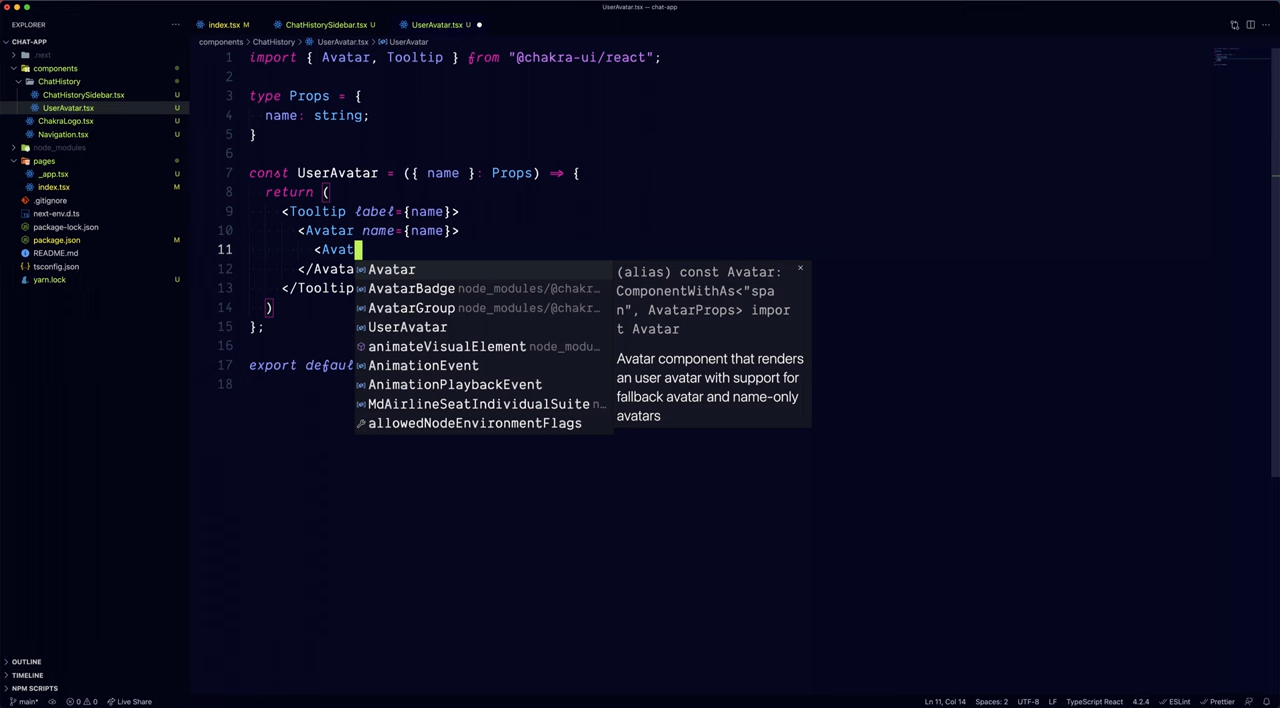 UserAvatar.tsx — chat-app
EXPLORER
CHAT-APP
.next
components
ChatHistory
ChatHistorySidebar.tsx U
UserAvatar.tsx U
ChakraLogo.tsx U
Navigation.tsx U
node_modules
pages
_app.tsx U
index.tsx M
.gitignore
next-env.d.ts
package-lock.json
package.json M
README.md
tsconfig.json
yarn.lock U
OUTLINE
TIMELINE
NPM SCRIPTS
index.tsx M ChatHistorySidebar.tsx U UserAvatar.tsx U
components > ChatHistory > UserAvatar.tsx > UserAvatar
1 import { Avatar, Tooltip } from "@chakra-ui/react";
2
3 type Props = {
4 name: string;
5 }
6
7 const UserAvatar = ({ name }: Props) => {
8 return (
9 <Tooltip label={name}>
10 <Avatar name={name}>
11 <Avat
12 </Avata
13 </Tooltip
14 )
15 };
16
17 export defaul
18
Avatar
AvatarBadge node_modules/@chakr…
AvatarGroup node_modules/@chakr…
UserAvatar
animateVisualElement node_modu…
AnimationEvent
AnimationPlaybackEvent
MdAirlineSeatIndividualSuite n…
allowedNodeEnvironmentFlags
(alias) const Avatar:
ComponentWithAs<"spa
n", AvatarProps> impor
t Avatar
Avatar component that renders
an user avatar with support for
fallback avatar and name-only
avatars
main* 0 0 Live Share Ln 11, Col 14 Spaces: 2 UTF-8 LF TypeScript React 4.2.4 ESLint Prettier